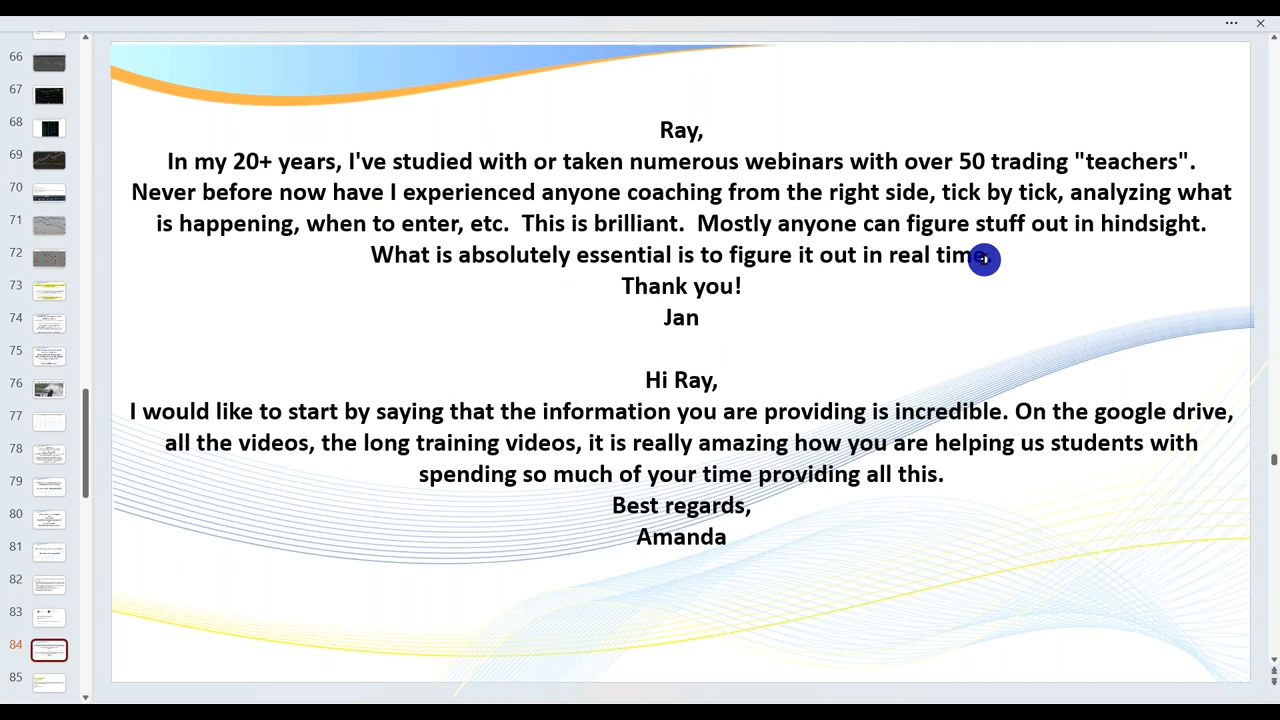 66
67
68
69
70
71
72
73
74
75
76
77
78
79
80
81
82
83
84
85
Ray,
In my 20+ years, I've studied with or taken numerous webinars with over 50 trading "teachers".
Never before now have I experienced anyone coaching from the right side, tick by tick, analyzing what
is happening, when to enter, etc.  This is brilliant.  Mostly anyone can figure stuff out in hindsight.
What is absolutely essential is to figure it out in real time.
Thank you!
Jan
Hi Ray,
I would like to start by saying that the information you are providing is incredible. On the google drive,
all the videos, the long training videos, it is really amazing how you are helping us students with
spending so much of your time providing all this.
Best regards,
Amanda